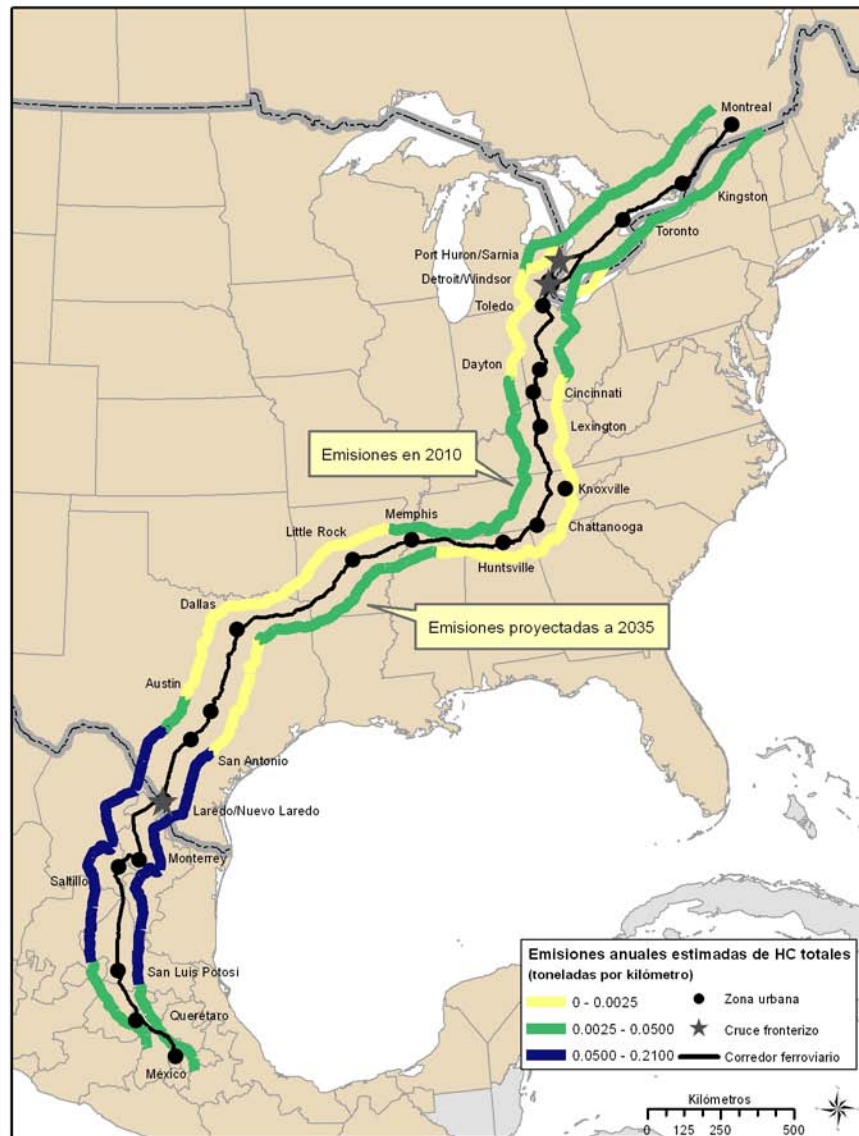 Montreal
Kingston
Toronto
Port Huron/Sarnia
Detroit/Windsor
Toledo
Dayton
Cincinnati
Lexington
Emisiones en 2010
Knoxville
Memphis
Chattanooga
Little Rock
Huntsville
Dallas
Emisiones proyectadas a 2035
Austin
San Antonio
Laredo/Nuevo Laredo
Monterrey
Saltillo
San Luis Potosí
Querétaro
México
Emisiones anuales estimadas de HC totales
(toneladas por kilómetro)
0 - 0.0025
Zona urbana
0.0025 - 0.0500
Cruce fronterizo
0.0500 - 0.2100
Corredor ferroviario
Kilómetros
0 125 250 500